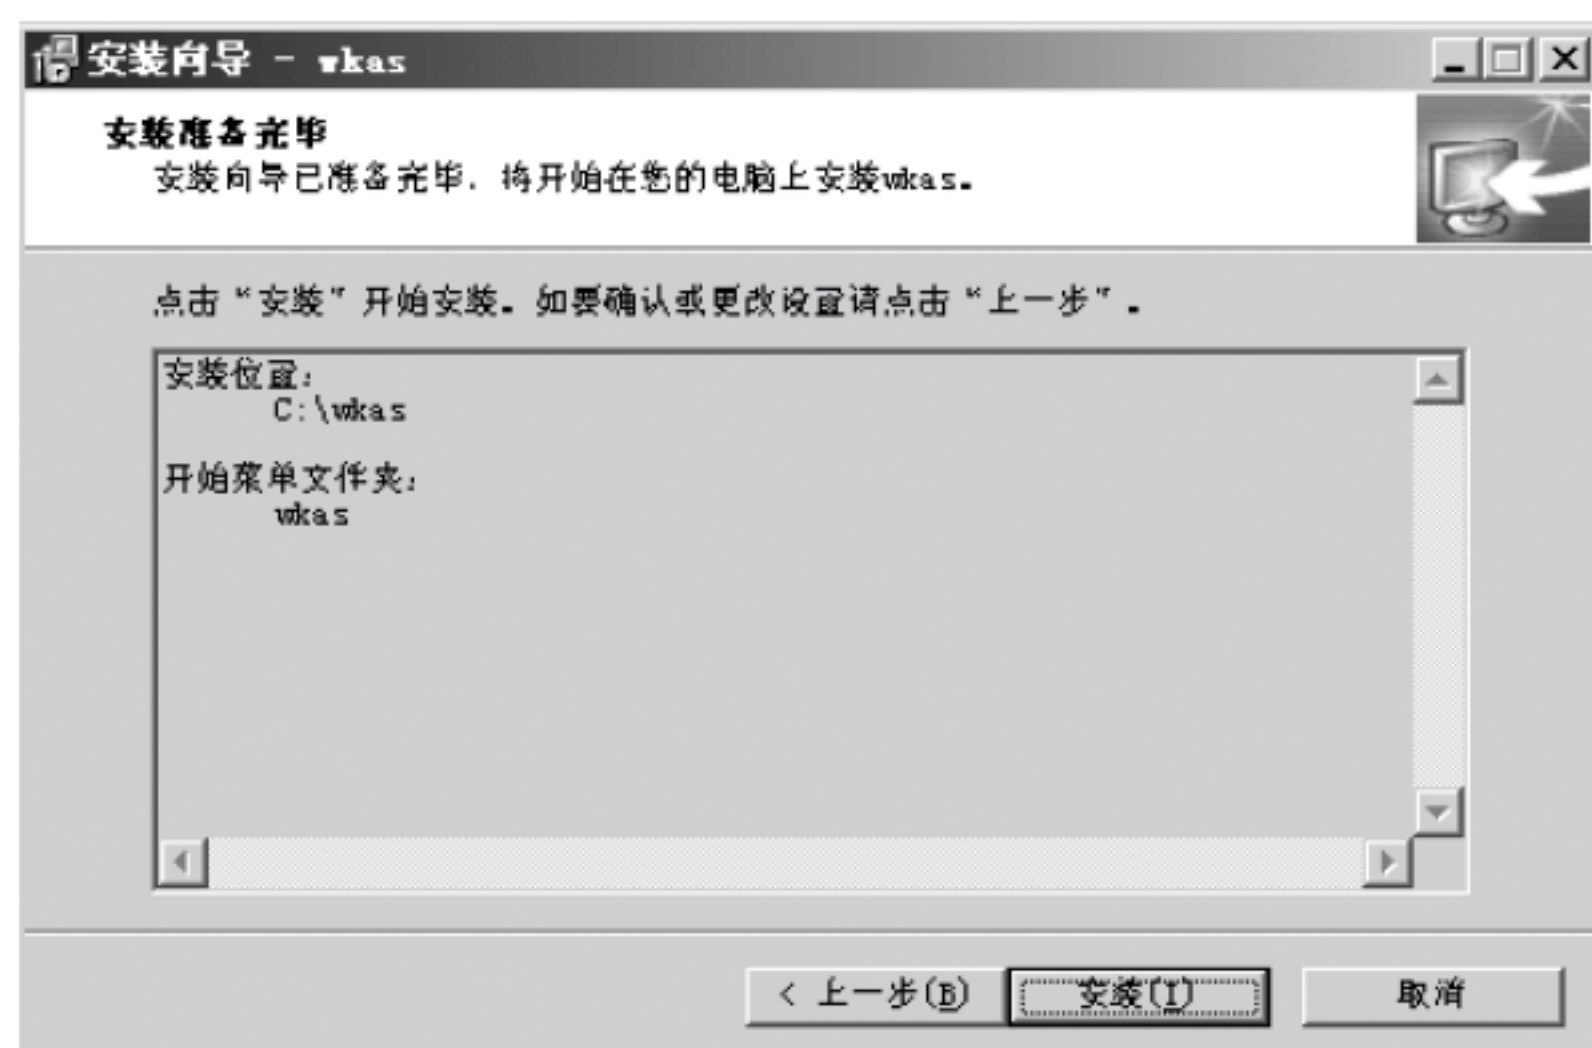 安装向导 - wkas
安装准备完毕
安装向导已准备完毕，将开始在您的电脑上安装wkas。
点击“安装”开始安装。如要确认或更改设置请点击“上一步”。
安装位置：
C:\wkas
开始菜单文件夹：
wkas
< 上一步(B) 安装(I) 取消